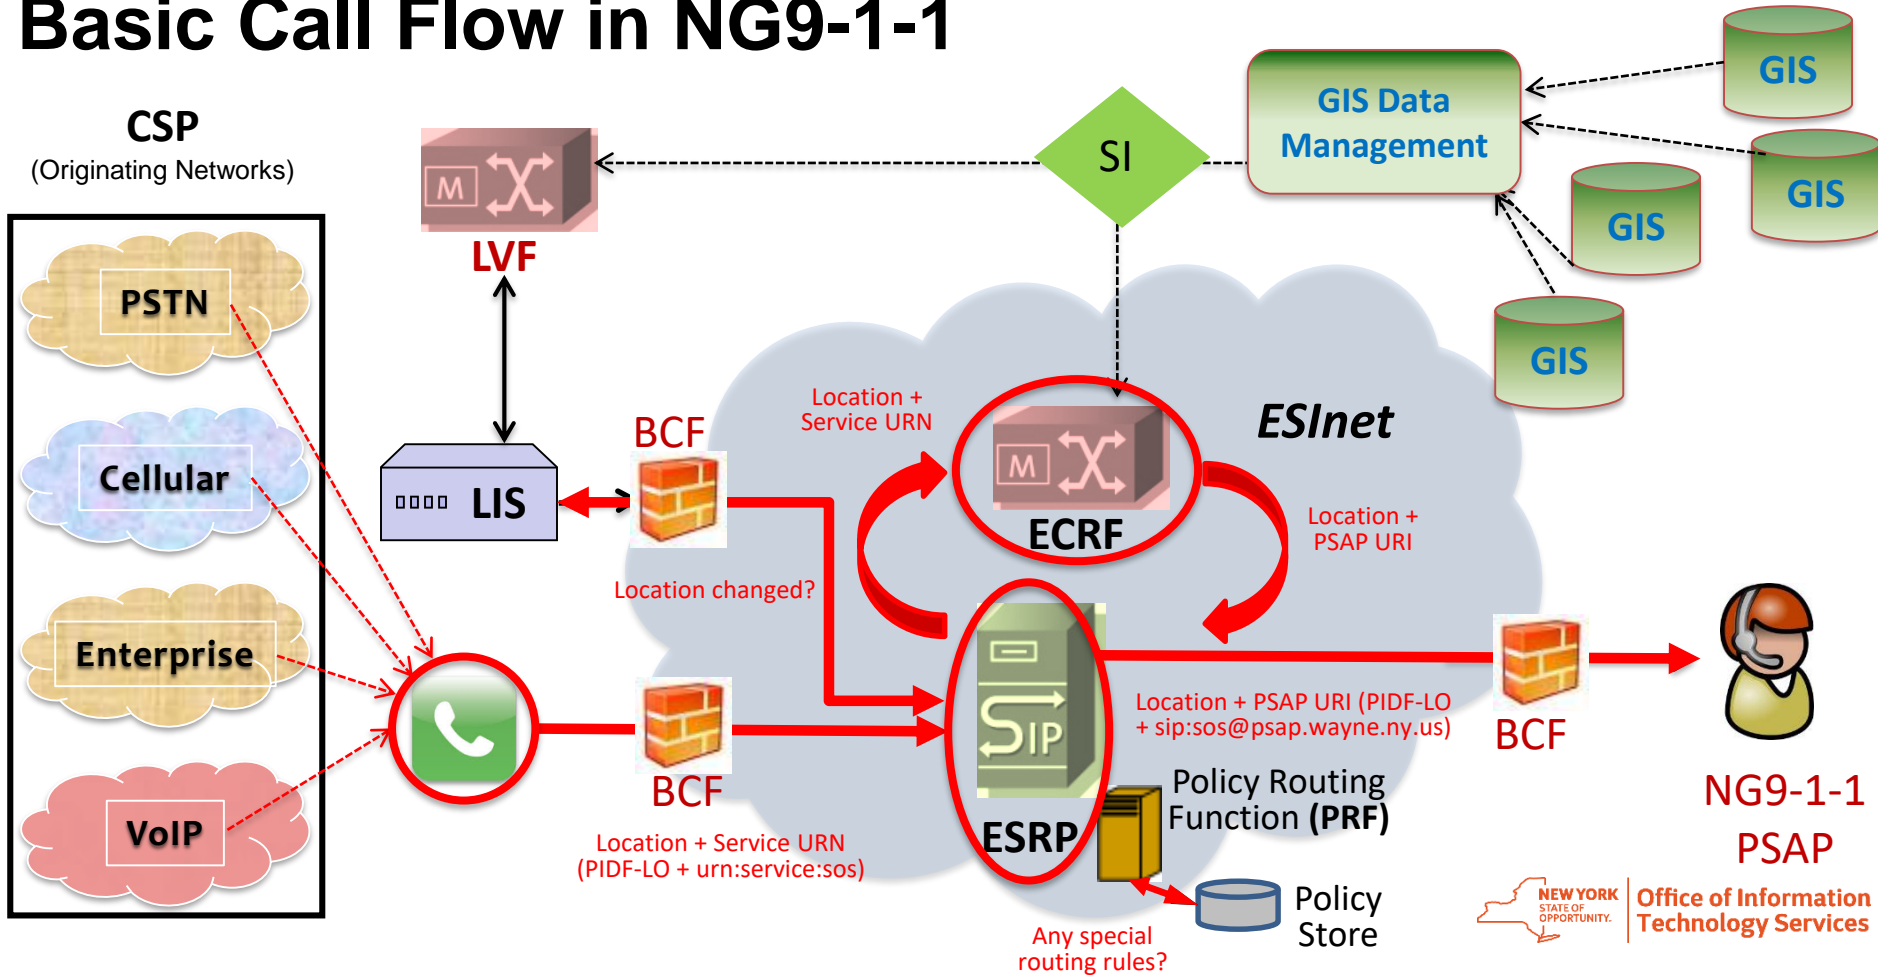 Basic Call Flow in NG9-1-1
CSP
(Originating Networks)
PSTN
Cellular
Enterprise
VoIP
M
LVF
LIS
BCF
Location changed?
BCF
Location + Service URN
(PIDF-LO + urn:service:sos)
SI
GIS Data
Management
GIS
GIS
GIS
GIS
ESInet
Location +
Service URN
M
ECRF
Location +
PSAP URI
SIP
ESRP
Location + PSAP URI (PIDF-LO
+ sip:sos@psap.wayne.ny.us)
Policy Routing
Function (PRF)
Policy
Store
Any special
routing rules?
BCF
NG9-1-1
PSAP
NEW YORK
STATE OF
OPPORTUNITY.
Office of Information
Technology Services